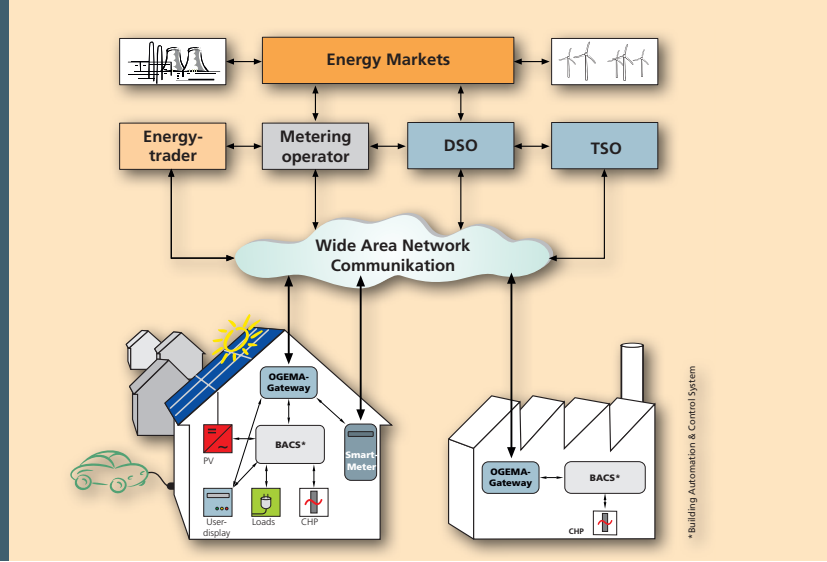 Energy Markets
Energy-
trader
Metering
operator
DSO
TSO
Wide Area Network
Communikation
OGEMA-
Gateway
BACS*
Smart-
Meter
PV
User-
display
Loads
CHP
OGEMA-
Gateway
BACS*
CHP
*Building Automation & Control System